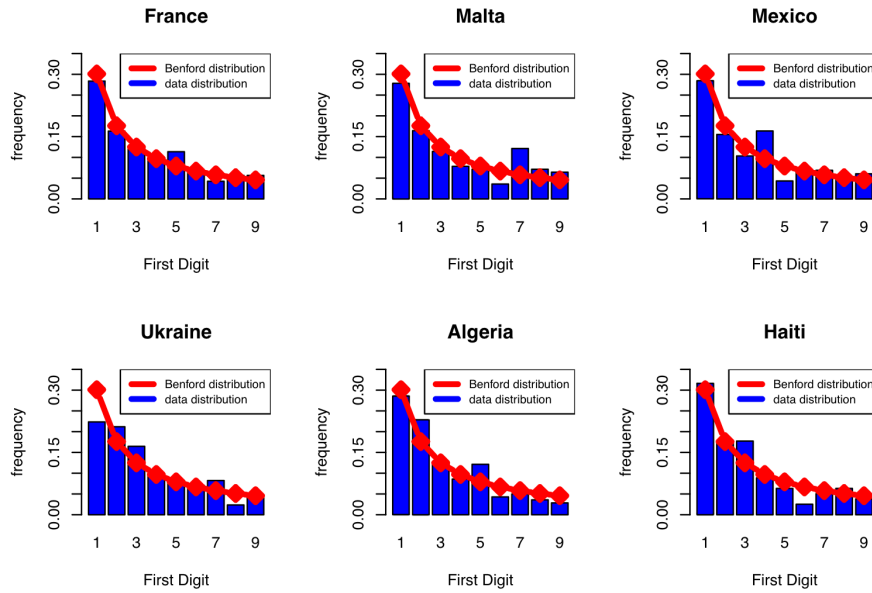 France
Malta
Mexico
frequency
0.00 0.15 0.30
Benford distribution
data distribution
1 3 5 7 9
First Digit
frequency
0.00 0.15 0.30
Benford distribution
data distribution
1 3 5 7 9
First Digit
frequency
0.00 0.15 0.30
Benford distribution
data distribution
1 3 5 7 9
First Digit
Ukraine
Algeria
Haiti
frequency
0.00 0.15 0.30
Benford distribution
data distribution
1 3 5 7 9
First Digit
frequency
0.00 0.15 0.30
Benford distribution
data distribution
1 3 5 7 9
First Digit
frequency
0.00 0.15 0.30
Benford distribution
data distribution
1 3 5 7 9
First Digit